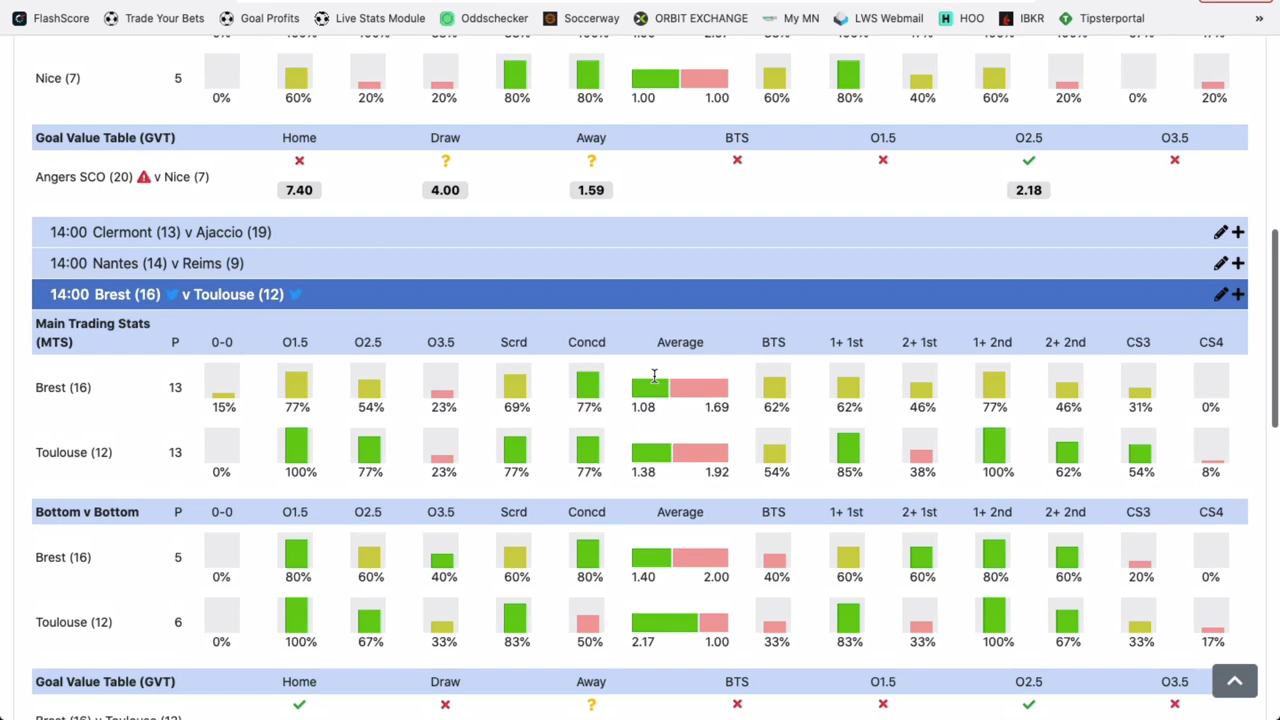 FlashScore Trade Your Bets Goal Profits Live Stats Module Oddschecker Soccerway ORBIT EXCHANGE My MN LWS Webmail HOO IBKR Tipsterportal »
Nice (7) 5
0% 60% 20% 20% 80% 80% 1.00 1.00 60% 80% 40% 60% 20% 0% 20%
Goal Value Table (GVT) Home Draw Away BTS O1.5 O2.5 O3.5
? ?
Angers SCO (20) v Nice (7)
7.40 4.00 1.59 2.18
14:00 Clermont (13) v Ajaccio (19)
14:00 Nantes (14) v Reims (9)
14:00 Brest (16) v Toulouse (12)
Main Trading Stats
(MTS) P 0-0 O1.5 O2.5 O3.5 Scrd Concd Average BTS 1+ 1st 2+ 1st 1+ 2nd 2+ 2nd CS3 CS4
Brest (16) 13
15% 77% 54% 23% 69% 77% 1.08 1.69 62% 62% 46% 77% 46% 31% 0%
Toulouse (12) 13
0% 100% 77% 23% 77% 77% 1.38 1.92 54% 85% 38% 100% 62% 54% 8%
Bottom v Bottom P 0-0 O1.5 O2.5 O3.5 Scrd Concd Average BTS 1+ 1st 2+ 1st 1+ 2nd 2+ 2nd CS3 CS4
Brest (16) 5
0% 80% 60% 40% 60% 80% 1.40 2.00 40% 60% 60% 80% 60% 20% 0%
Toulouse (12) 6
0% 100% 67% 33% 83% 50% 2.17 1.00 33% 83% 33% 100% 67% 33% 17%
Goal Value Table (GVT) Home Draw Away BTS O1.5 O2.5 O3.5
?
Brest (16) v Toulouse (12)